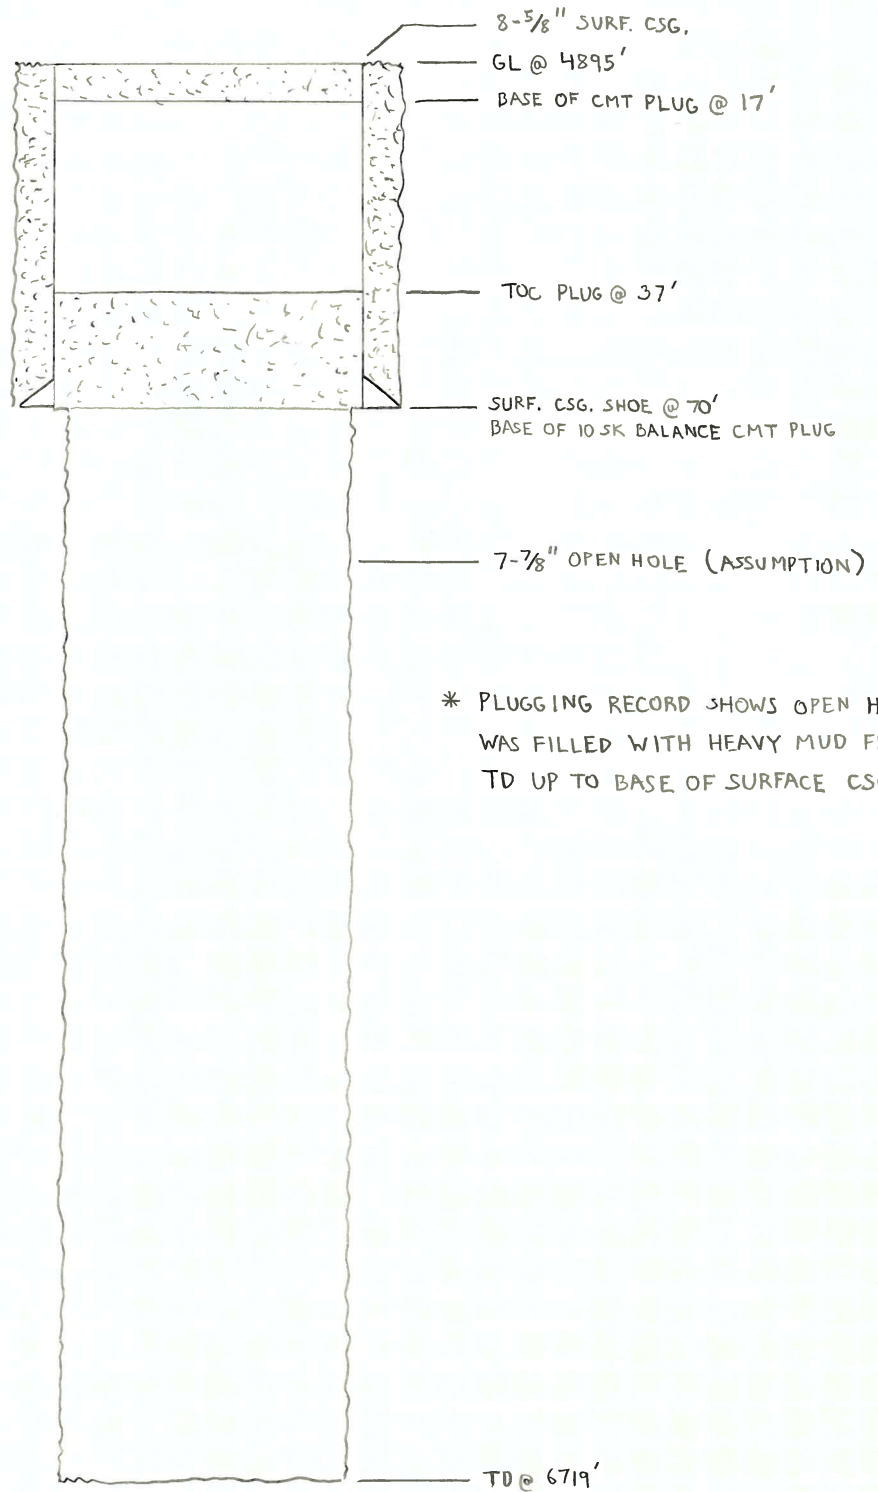 8-5/8" SURF. CSG.
GL @ 4895'
BASE OF CMT PLUG @ 17'
TOC PLUG @ 37'
SURF. CSG. SHOE @ 70'
BASE OF 10 SK BALANCE CMT PLUG
7-7/8" OPEN HOLE (ASSUMPTION)
* PLUGGING RECORD SHOWS OPEN
WAS FILLED WITH HEAVY MUD
TD UP TO BASE OF SURFACE
TD @ 6719'